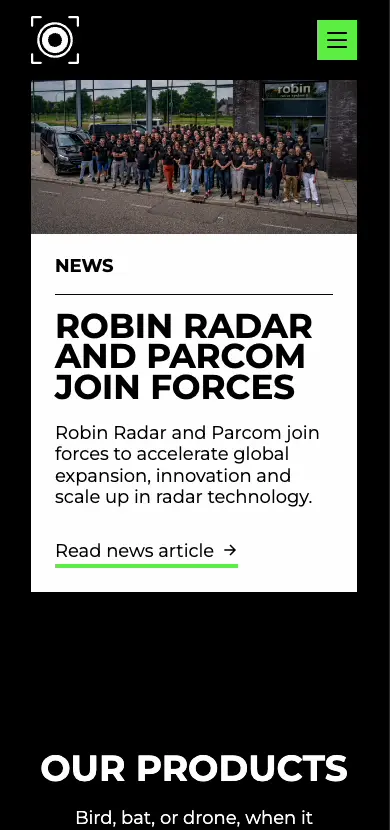 robin
NEWS
ROBIN RADAR
AND PARCOM
JOIN FORCES
Robin Radar and Parcom join
forces to accelerate global
expansion, innovation and
scale up in radar technology.
Read news article →
OUR PRODUCTS
Bird, bat, or drone, when it